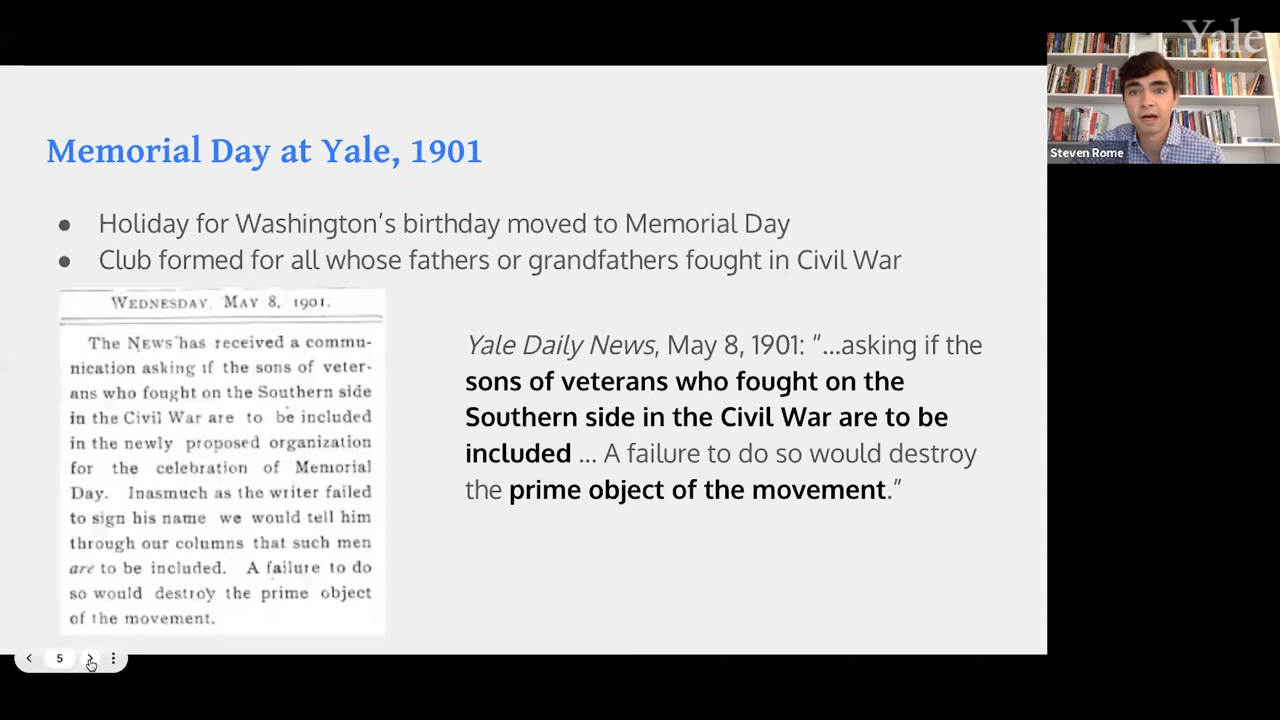 Yale
Steven Rome
Memorial Day at Yale, 1901
● Holiday for Washington’s birthday moved to Memorial Day
● Club formed for all whose fathers or grandfathers fought in Civil War
WEDNESDAY, MAY 8, 1901.
The NEWS has received a commu-
nication asking if the sons of veter-
ans who fought on the Southern side
in the Civil War are to be included
in the newly proposed organization
for the celebration of Memorial
Day. Inasmuch as the writer failed
to sign his name we would tell him
through our columns that such men
are to be included. A failure to do
so would destroy the prime object
of the movement.
Yale Daily News, May 8, 1901: “...asking if the
sons of veterans who fought on the
Southern side in the Civil War are to be
included ... A failure to do so would destroy
the prime object of the movement.”
5